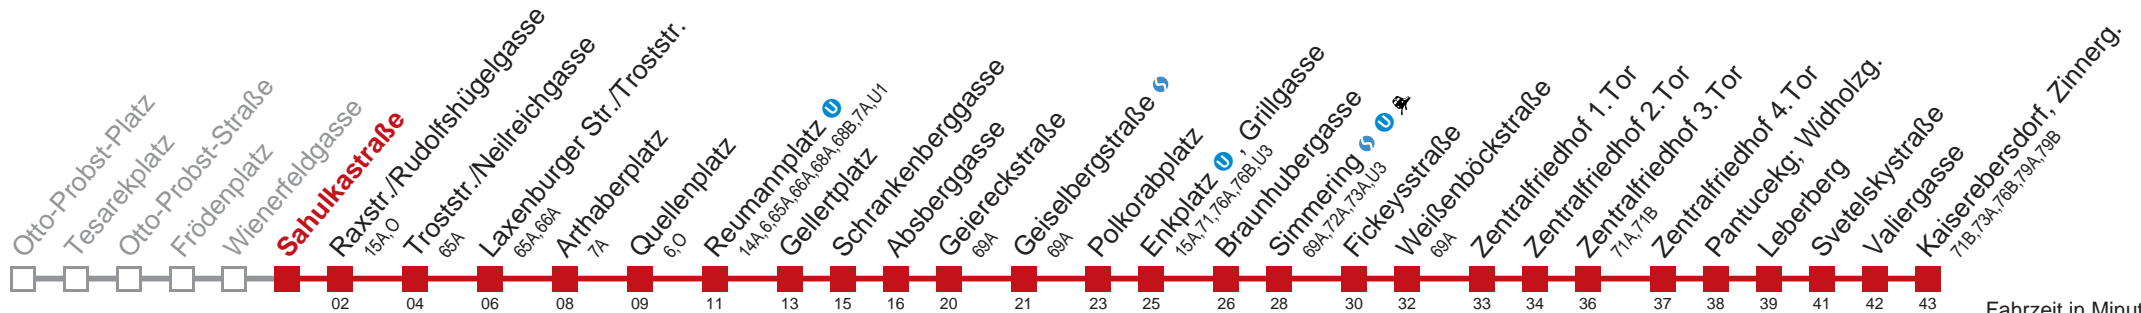 Otto-Probst-Platz
Tesarekplatz
Otto-Probst-Straße
Frödenplatz
Wienerfeldgasse
Sahulkastraße
Raxstr./Rudolfshügelgasse
15A,O
02
Troststr./Neilreichgasse
65A
04
Laxenburger Str./Troststr.
65A,66A
06
Arthaberplatz
7A
08
Quellenplatz
6,O
09
Reumannplatz U
14A,6,65A,66A,68A,68B,7A,U1
11
Gellertplatz
13
Schrankenberggasse
15
Absberggasse
16
Geiereckstraße
69A
20
Geiselbergstraße S
69A
21
Polkorabplatz
23
Enkplatz U , Grillgasse
15A,71,76A,76B,U3
25
Braunhubergasse
26
Simmering S U
69A,72A,73A,U3
28
Fickeysstraße
30
Weißenböckstraße
69A
32
Zentralfriedhof 1.Tor
33
Zentralfriedhof 2.Tor
34
Zentralfriedhof 3.Tor
71A,71B
36
Zentralfriedhof 4.Tor
37
Pantucekg; Widholzg.
38
Leberberg
39
Svetelskystraße
41
Valiergasse
42
Kaiserebersdorf, Zinnerg.
71B,73A,76B,79A,79B
43
Fahrzeit in Minut